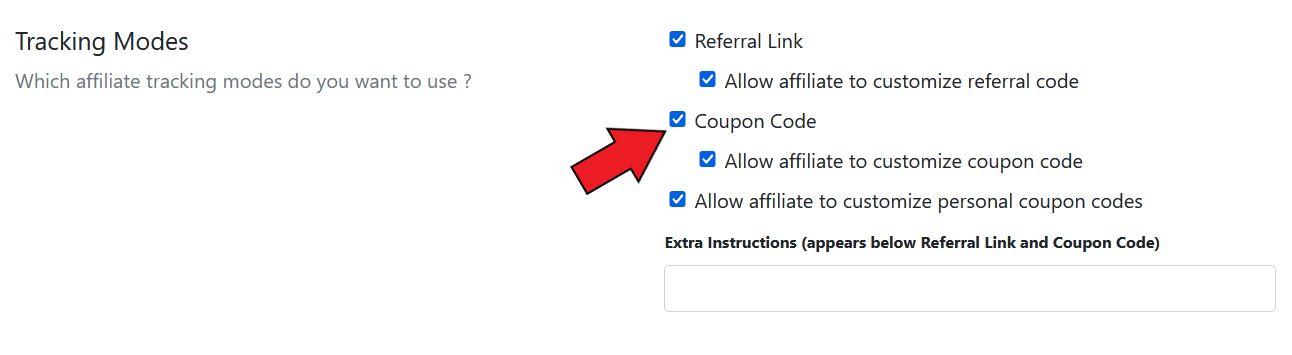 Tracking Modes
Which affiliate tracking modes do you want to use ?
Referral Link
Allow affiliate to customize referral code
Coupon Code
Allow affiliate to customize coupon code
Allow affiliate to customize personal coupon codes
Extra Instructions (appears below Referral Link and Coupon Code)